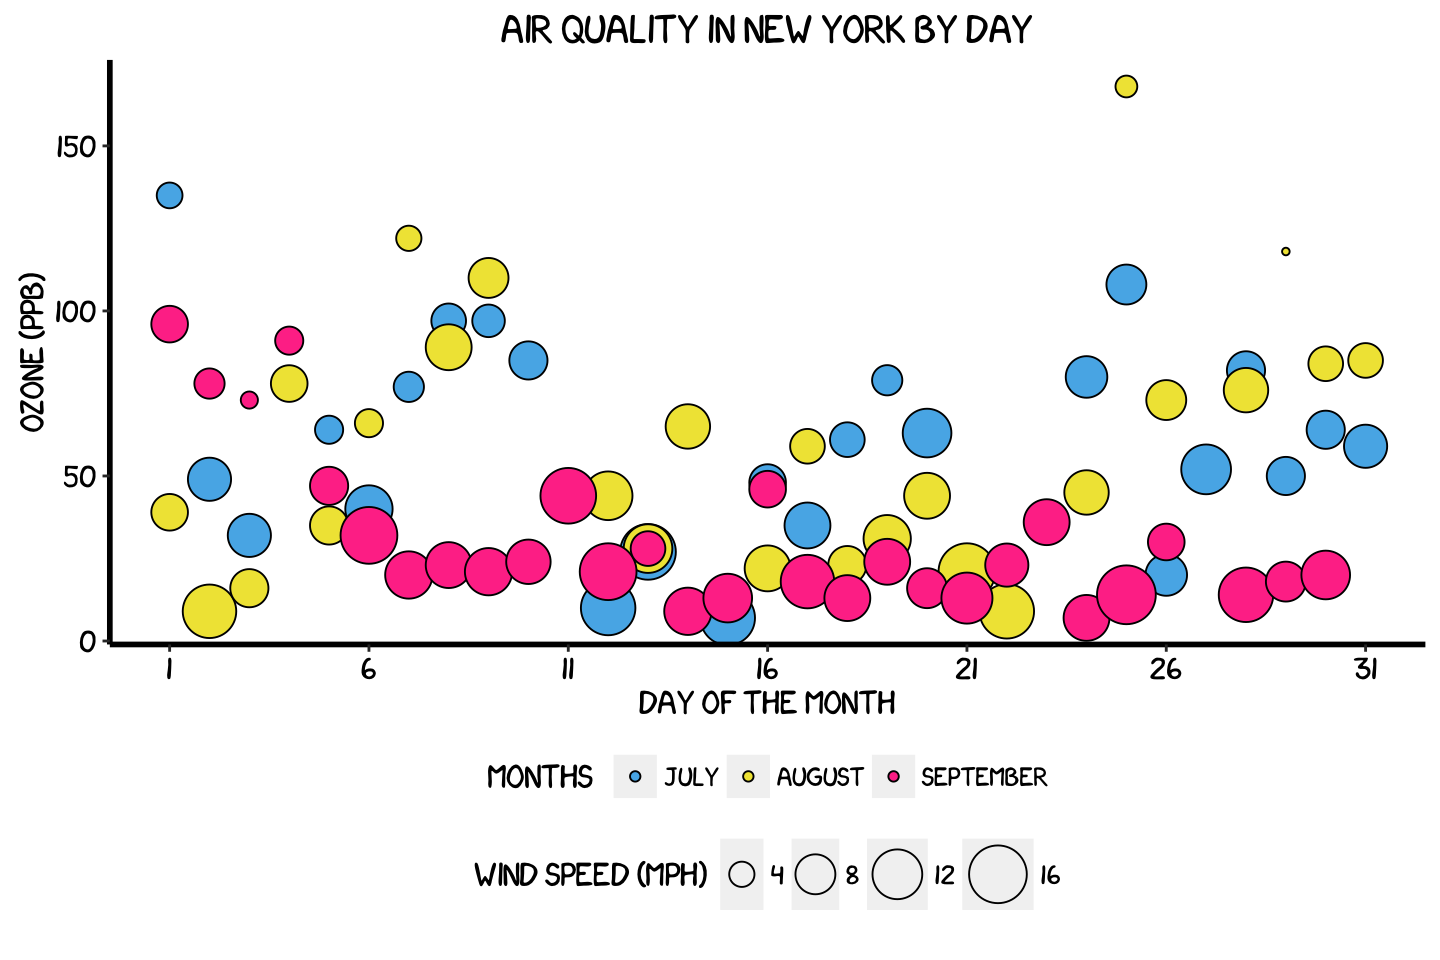 AIR QUALITY IN NEW YORK BY DAY
OZONE (PPB)
150
100
50
0
1 6 11 16 21 26 31
DAY OF THE MONTH
MONTHS JULY AUGUST SEPTEMBER
WIND SPEED (MPH) 4 8 12 16